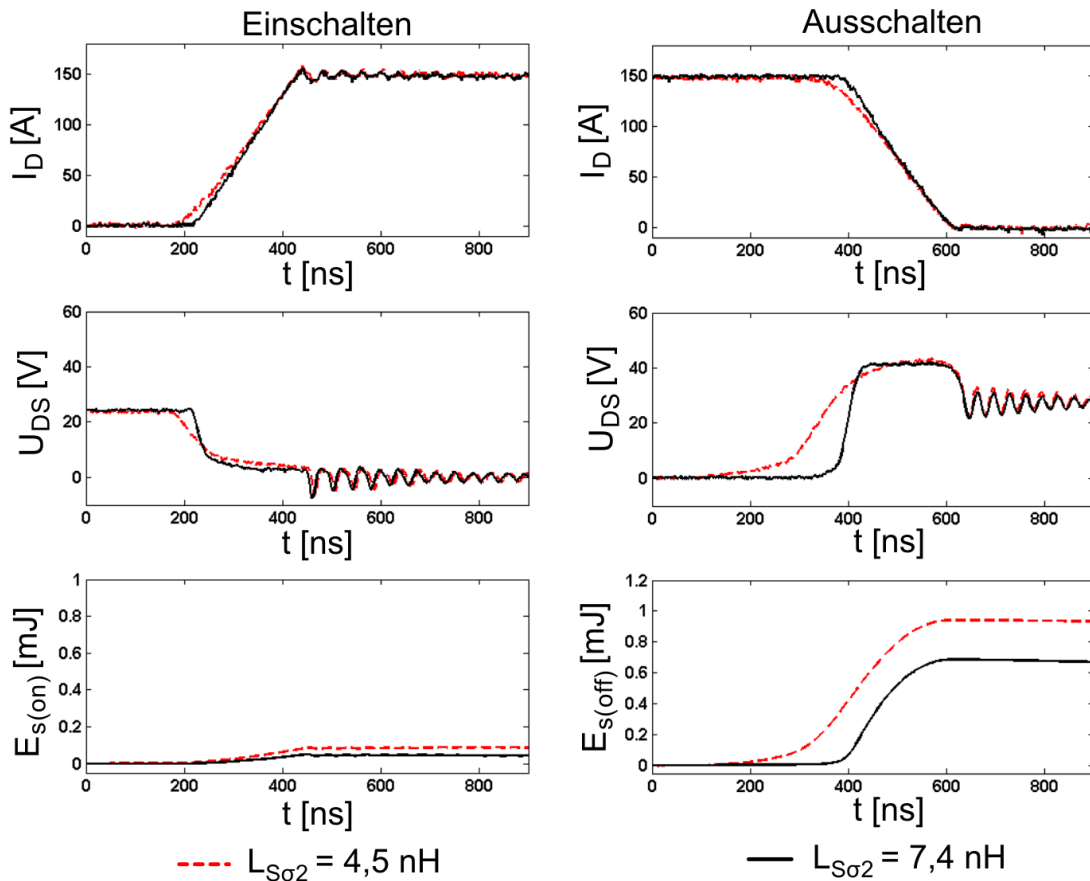 Einschalten
I_D [A]
150
100
50
0
0 200 400 600 800
t [ns]
Ausschalten
I_D [A]
150
100
50
0
0 200 400 600 800
t [ns]
U_DS [V]
60
40
20
0
0 200 400 600 800
t [ns]
U_DS [V]
60
40
20
0
0 200 400 600 800
t [ns]
E_s(on) [mJ]
1
0.8
0.6
0.4
0.2
0
0 200 400 600 800
t [ns]
E_s(off) [mJ]
1.2
1
0.8
0.6
0.4
0.2
0
0 200 400 600 800
t [ns]
L_Sσ2 = 4,5 nH
L_Sσ2 = 7,4 nH